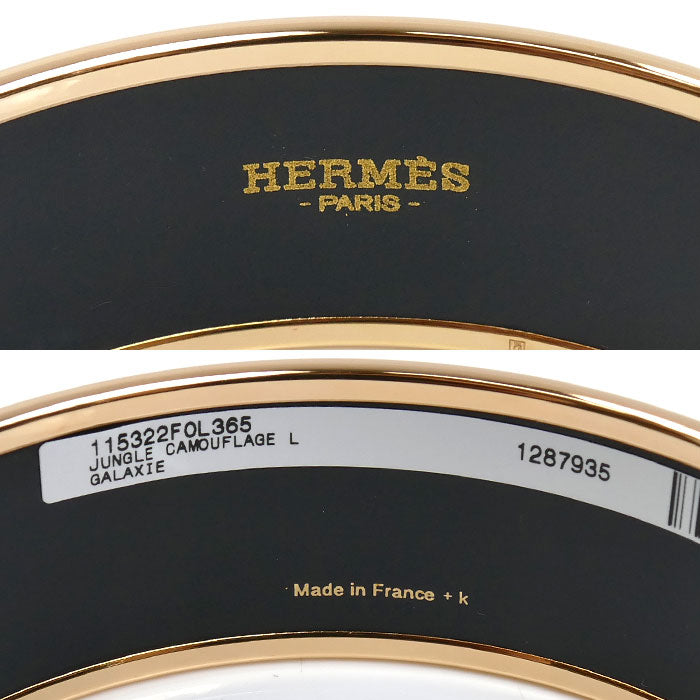 HERMÈS
- PARIS -
115322FOL365
JUNGLE CAMOUFLAGE L
GALAXIE
1287935
Made in France + k